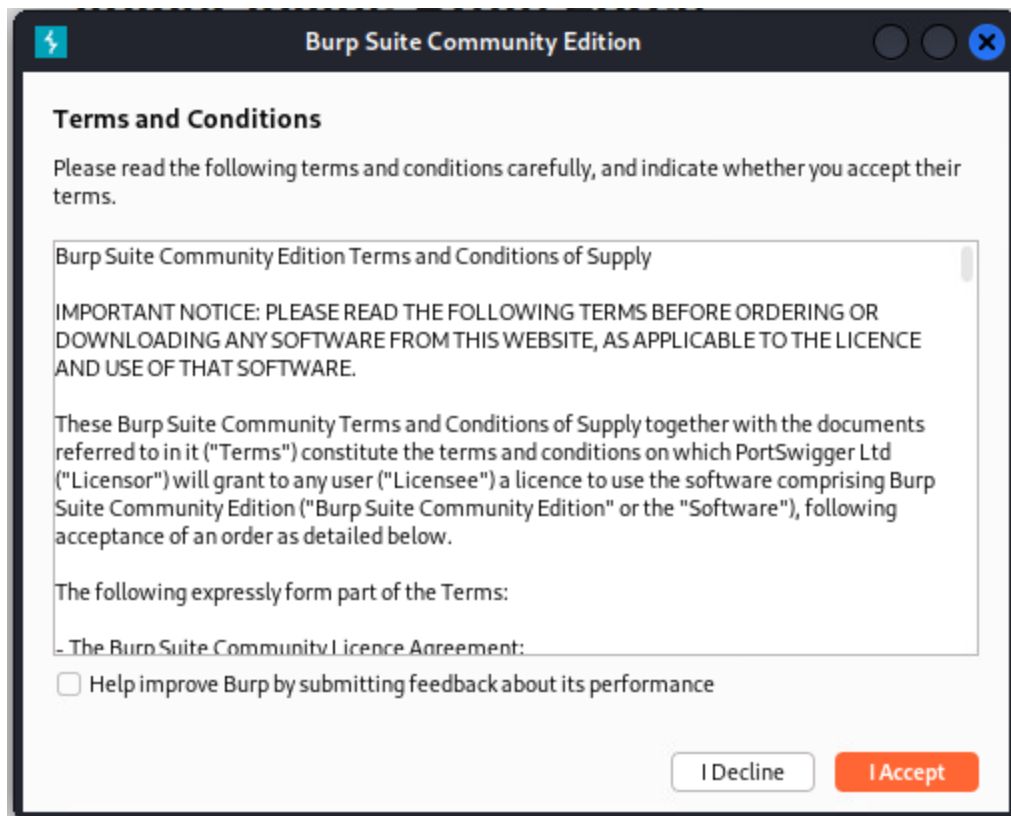 Burp Suite Community Edition
Terms and Conditions
Please read the following terms and conditions carefully, and indicate whether you accept their
terms.
Burp Suite Community Edition Terms and Conditions of Supply
IMPORTANT NOTICE: PLEASE READ THE FOLLOWING TERMS BEFORE ORDERING OR
DOWNLOADING ANY SOFTWARE FROM THIS WEBSITE, AS APPLICABLE TO THE LICENCE
AND USE OF THAT SOFTWARE.
These Burp Suite Community Terms and Conditions of Supply together with the documents
referred to in it ("Terms") constitute the terms and conditions on which PortSwigger Ltd
("Licensor") will grant to any user ("Licensee") a licence to use the software comprising Burp
Suite Community Edition ("Burp Suite Community Edition" or the "Software"), following
acceptance of an order as detailed below.
The following expressly form part of the Terms:
- The Burp Suite Community Licence Agreement;
Help improve Burp by submitting feedback about its performance
I Decline
I Accept